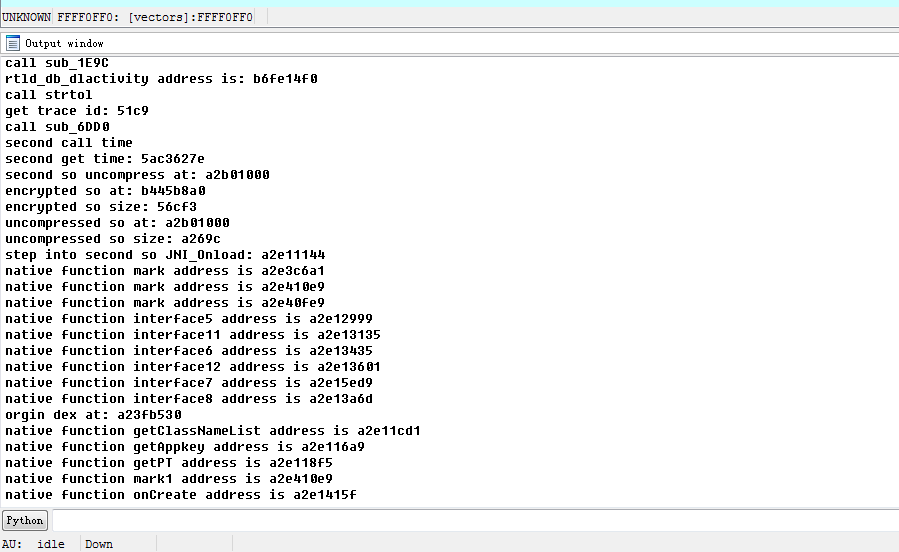 UNKNOWN FFFF0FF0: [vectors]:FFFF0FF0
Output window
call sub_1E9C
rtld_db_dlactivity address is: b6fe14f0
call strtol
get trace id: 51c9
call sub_6DD0
second call time
second get time: 5ac3627e
second so uncompress at: a2b01000
encrypted so at: b445b8a0
encrypted so size: 56cf3
uncompressed so at: a2b01000
uncompressed so size: a269c
step into second so JNI_Onload: a2e11144
native function mark address is a2e3c6a1
native function mark address is a2e410e9
native function mark address is a2e40fe9
native function interface5 address is a2e12999
native function interface11 address is a2e13135
native function interface6 address is a2e13435
native function interface12 address is a2e13601
native function interface7 address is a2e15ed9
native function interface8 address is a2e13a6d
orgin dex at: a23fb530
native function getClassNameList address is a2e11cd1
native function getAppkey address is a2e116a9
native function getPT address is a2e118f5
native function mark1 address is a2e410e9
native function onCreate address is a2e1415f
Python
AU: idle Down